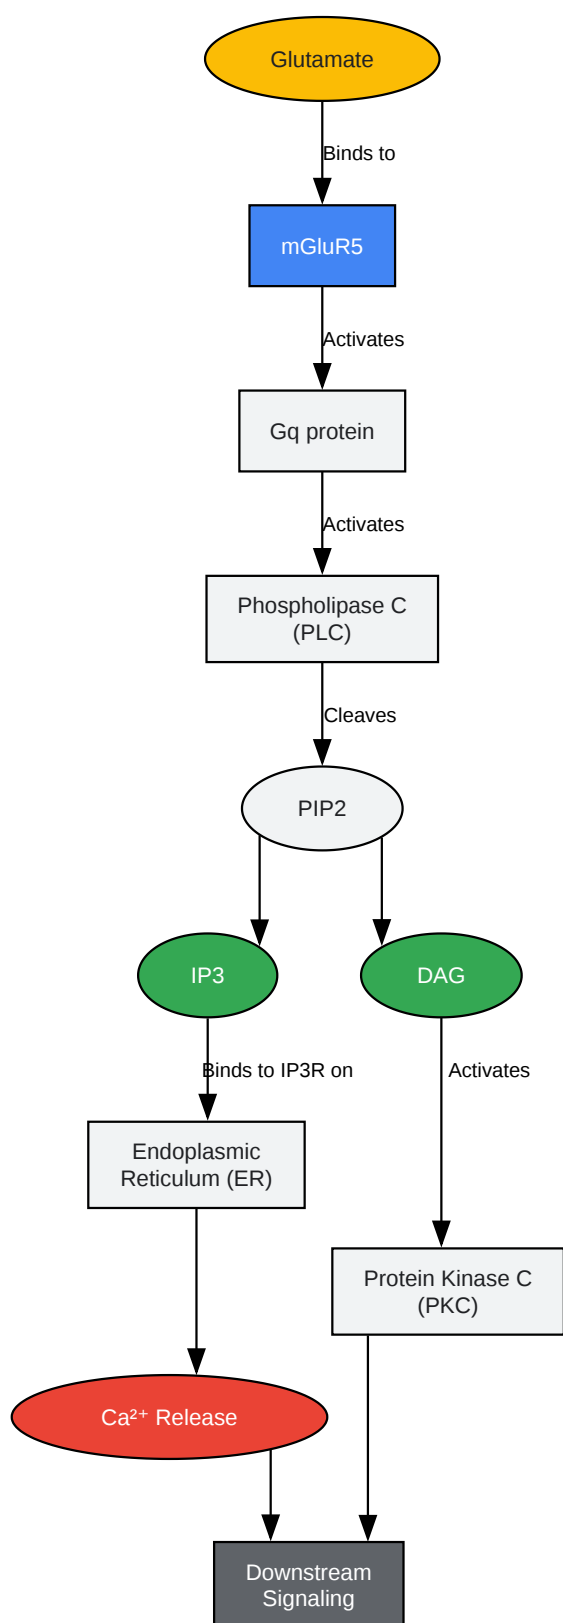 Glutamate
Binds to
mGluR5
Activates
Gq protein
Activates
Phospholipase C
(PLC)
Cleaves
PIP2
IP3
DAG
Binds to IP3R on
Activates
Endoplasmic
Reticulum (ER)
Protein Kinase C
(PKC)
Ca²⁺ Release
Downstream
Signaling